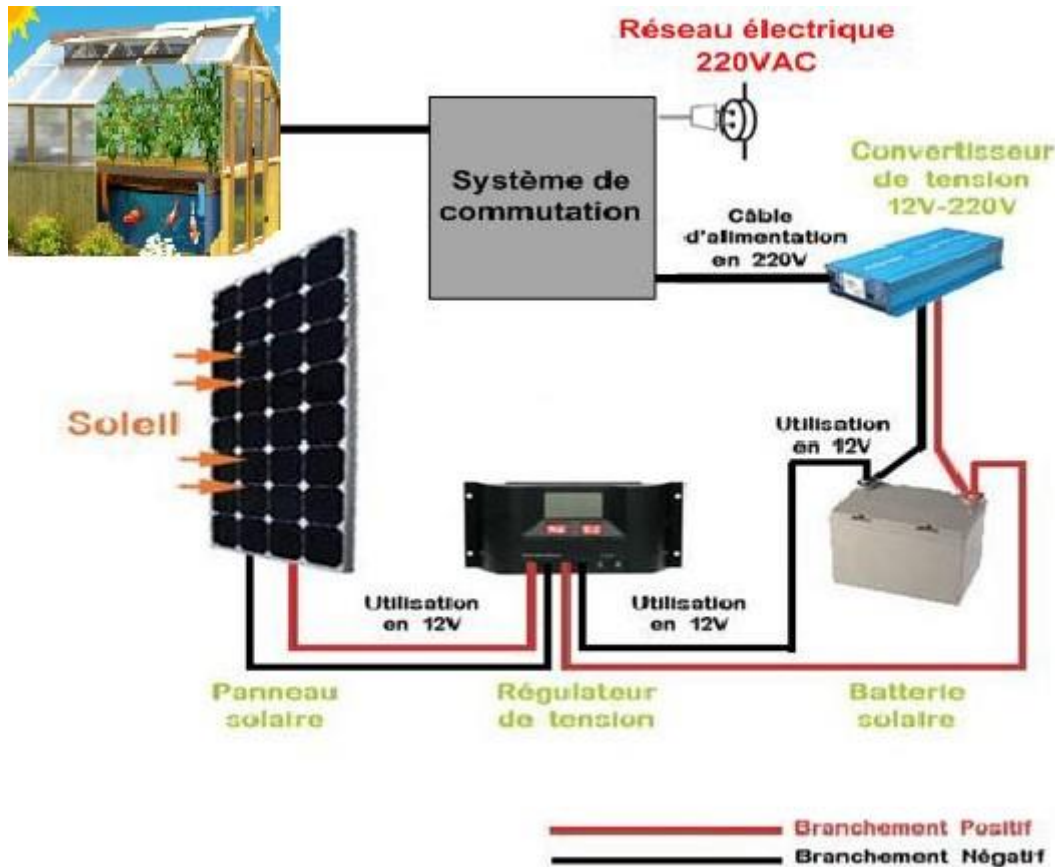 Réseau électrique
220VAC
Système de
commutation
Convertisseur
de tension
12V-220V
Câble
d'alimentation
en 220V
Soleil
Utilisation
en 12V
Utilisation
en 12V
Utilisation
en 12V
Panneau
solaire
Régulateur
de tension
Batterie
solaire
Branchement Positif
Branchement Négatif